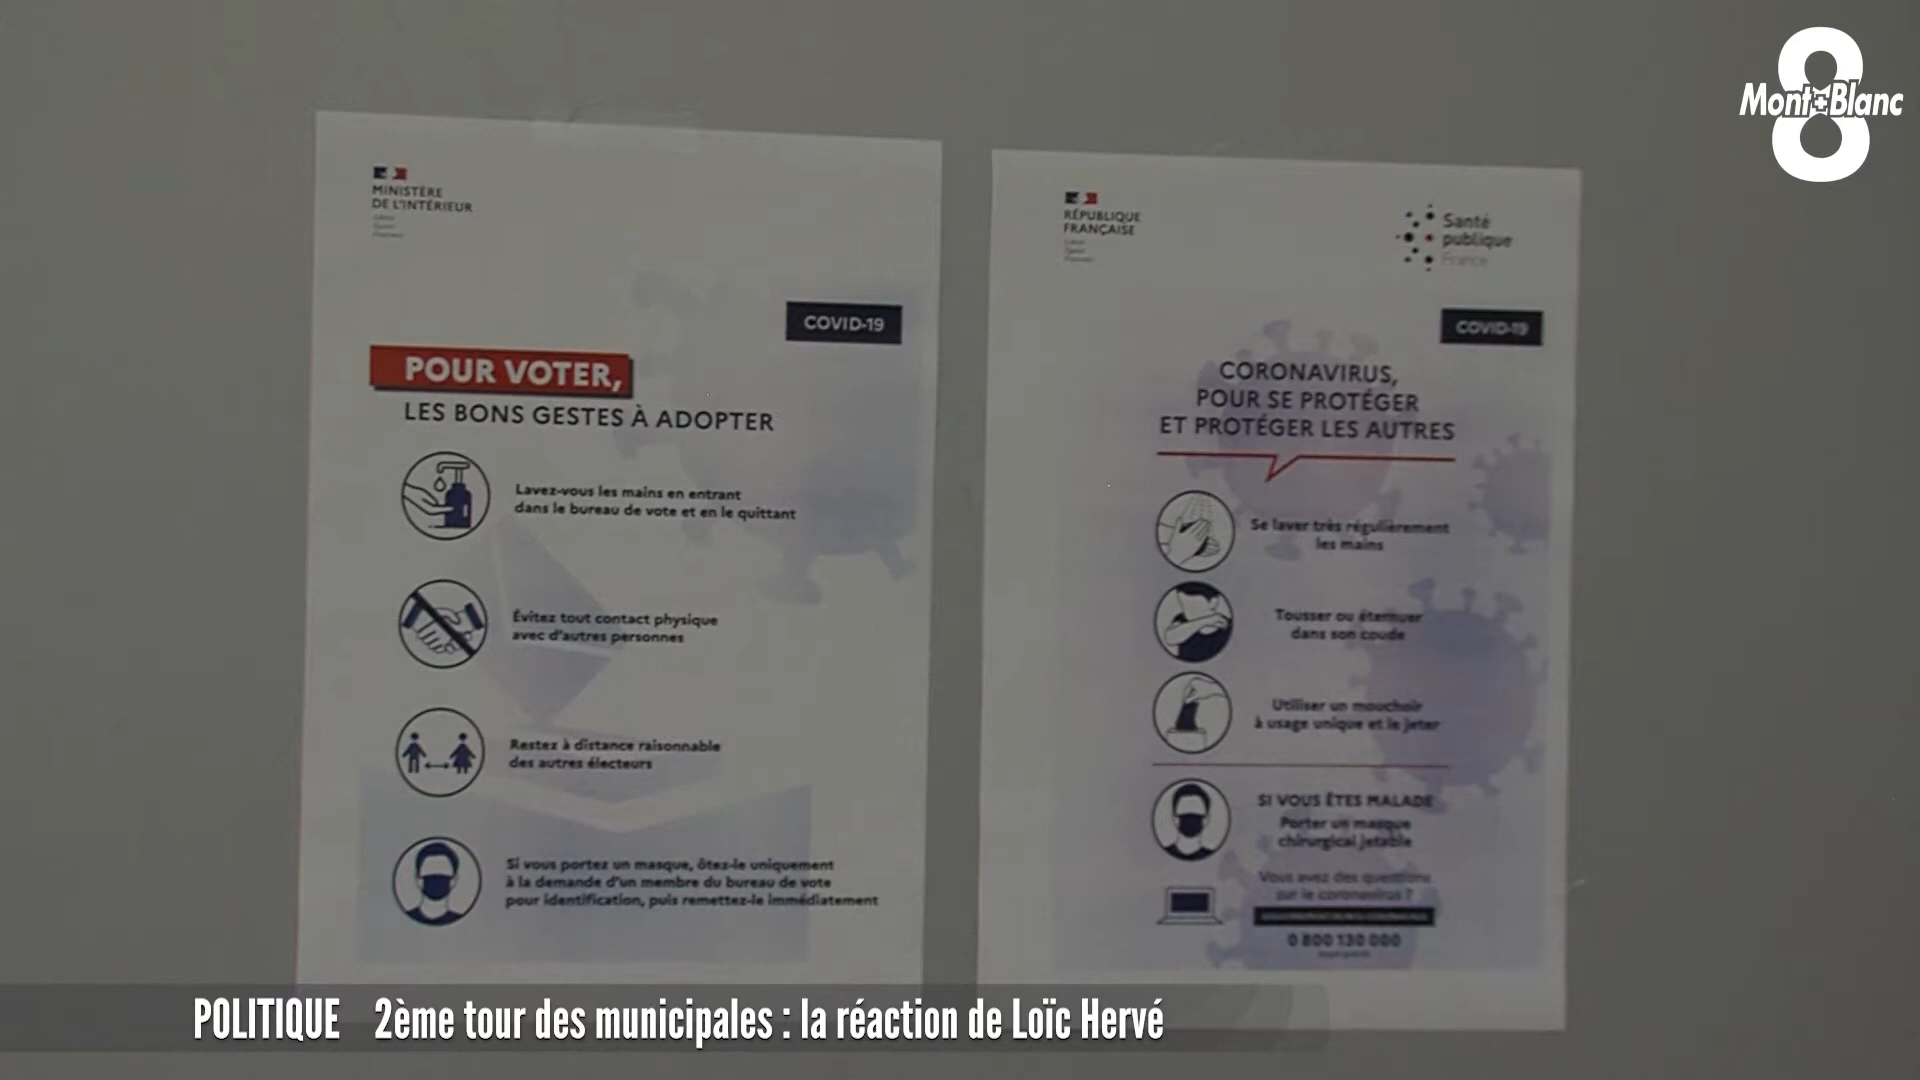 8
Mont Blanc
MINISTÈRE
DE L'INTÉRIEUR
COVID-19
POUR VOTER,
LES BONS GESTES À ADOPTER
Lavez-vous les mains en entrant
dans le bureau de vote et en le quittant
Évitez tout contact physique
avec d'autres personnes
Restez à distance raisonnable
des autres électeurs
Si vous portez un masque, ôtez-le uniquement
à la demande d'un membre du bureau de vote
pour identification, puis remettez-le immédiatement
RÉPUBLIQUE
FRANÇAISE
Santé
publique
France
COVID-19
CORONAVIRUS,
POUR SE PROTÉGER
ET PROTÉGER LES AUTRES
Se laver très régulièrement
les mains
Tousser ou éternuer
dans son coude
Utiliser un mouchoir
à usage unique et le jeter
SI VOUS ÊTES MALADE
Porter un masque
chirurgical jetable
Vous avez des questions
sur le coronavirus ?
0 800 130 000
POLITIQUE 2ème tour des municipales : la réaction de Loïc Hervé